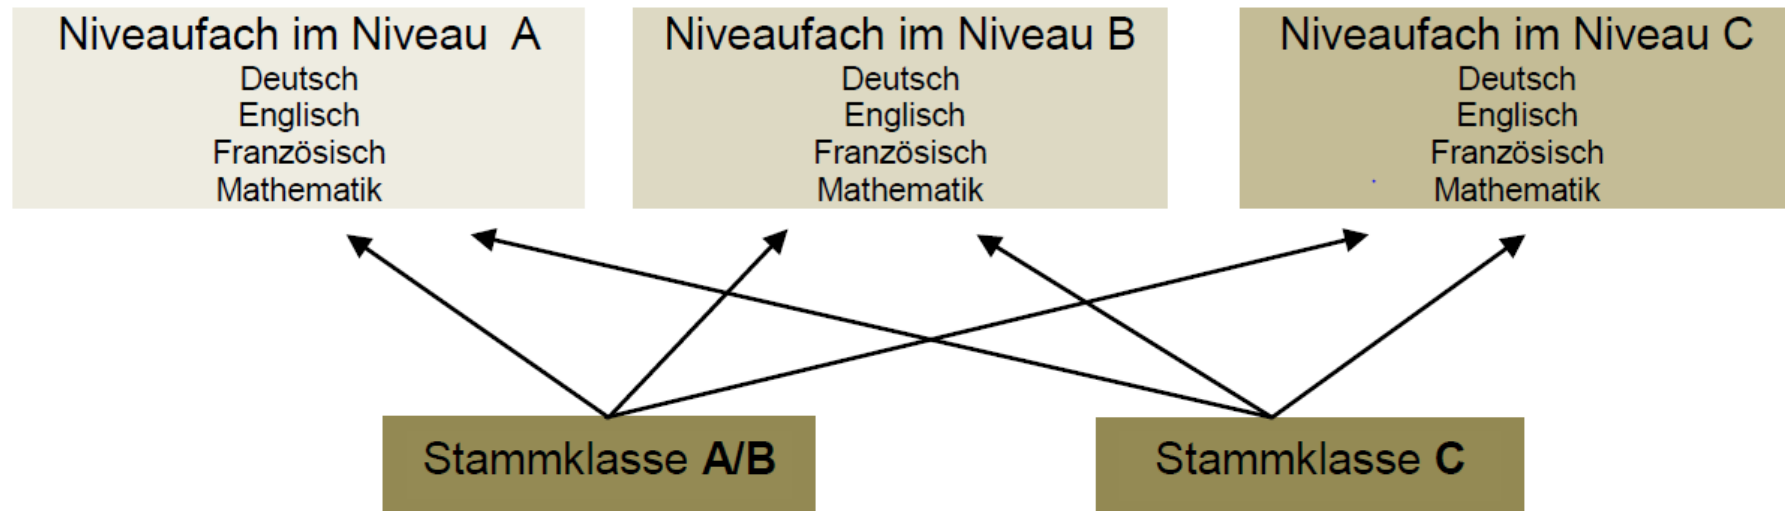 Niveaufach im Niveau A
Deutsch
Englisch
Französisch
Mathematik
Niveaufach im Niveau B
Deutsch
Englisch
Französisch
Mathematik
Niveaufach im Niveau C
Deutsch
Englisch
Französisch
Mathematik
Stammklasse A/B
Stammklasse C